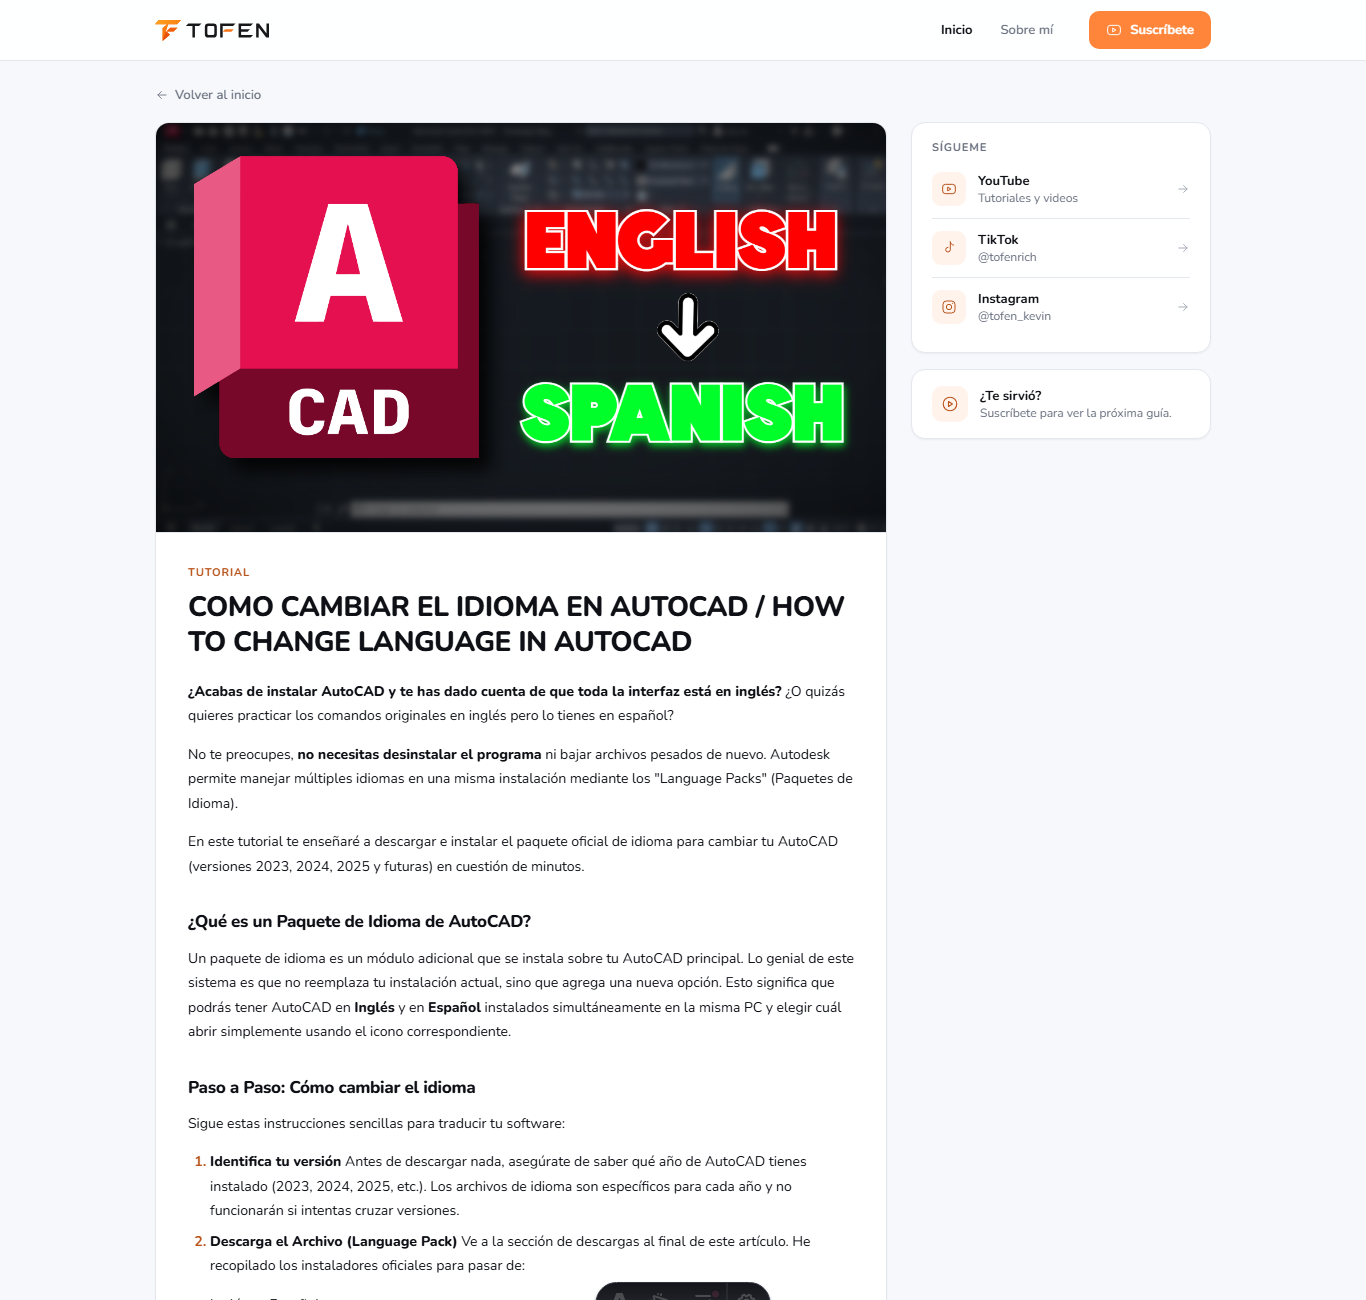 TOFEN
Inicio
Sobre mí
Suscríbete
Volver al inicio
A
CAD
ENGLISH
SPANISH
SÍGUEME
YouTube
Tutoriales y videos
TikTok
@tofenrich
Instagram
@tofen_kevin
¿Te sirvió?
Suscríbete para ver la próxima guía.
TUTORIAL
COMO CAMBIAR EL IDIOMA EN AUTOCAD / HOW
TO CHANGE LANGUAGE IN AUTOCAD
¿Acabas de instalar AutoCAD y te has dado cuenta de que toda la interfaz está en inglés? ¿O quizás
quieres practicar los comandos originales en inglés pero lo tienes en español?
No te preocupes, no necesitas desinstalar el programa ni bajar archivos pesados de nuevo. Autodesk
permite manejar múltiples idiomas en una misma instalación mediante los "Language Packs" (Paquetes de
Idioma).
En este tutorial te enseñaré a descargar e instalar el paquete oficial de idioma para cambiar tu AutoCAD
(versiones 2023, 2024, 2025 y futuras) en cuestión de minutos.
¿Qué es un Paquete de Idioma de AutoCAD?
Un paquete de idioma es un módulo adicional que se instala sobre tu AutoCAD principal. Lo genial de este
sistema es que no reemplaza tu instalación actual, sino que agrega una nueva opción. Esto significa que
podrás tener AutoCAD en Inglés y en Español instalados simultáneamente en la misma PC y elegir cuál
abrir simplemente usando el icono correspondiente.
Paso a Paso: Cómo cambiar el idioma
Sigue estas instrucciones sencillas para traducir tu software:
1. Identifica tu versión Antes de descargar nada, asegúrate de saber qué año de AutoCAD tienes
instalado (2023, 2024, 2025, etc.). Los archivos de idioma son específicos para cada año y no
funcionarán si intentas cruzar versiones.
2. Descarga el Archivo (Language Pack) Ve a la sección de descargas al final de este artículo. He
recopilado los instaladores oficiales para pasar de: